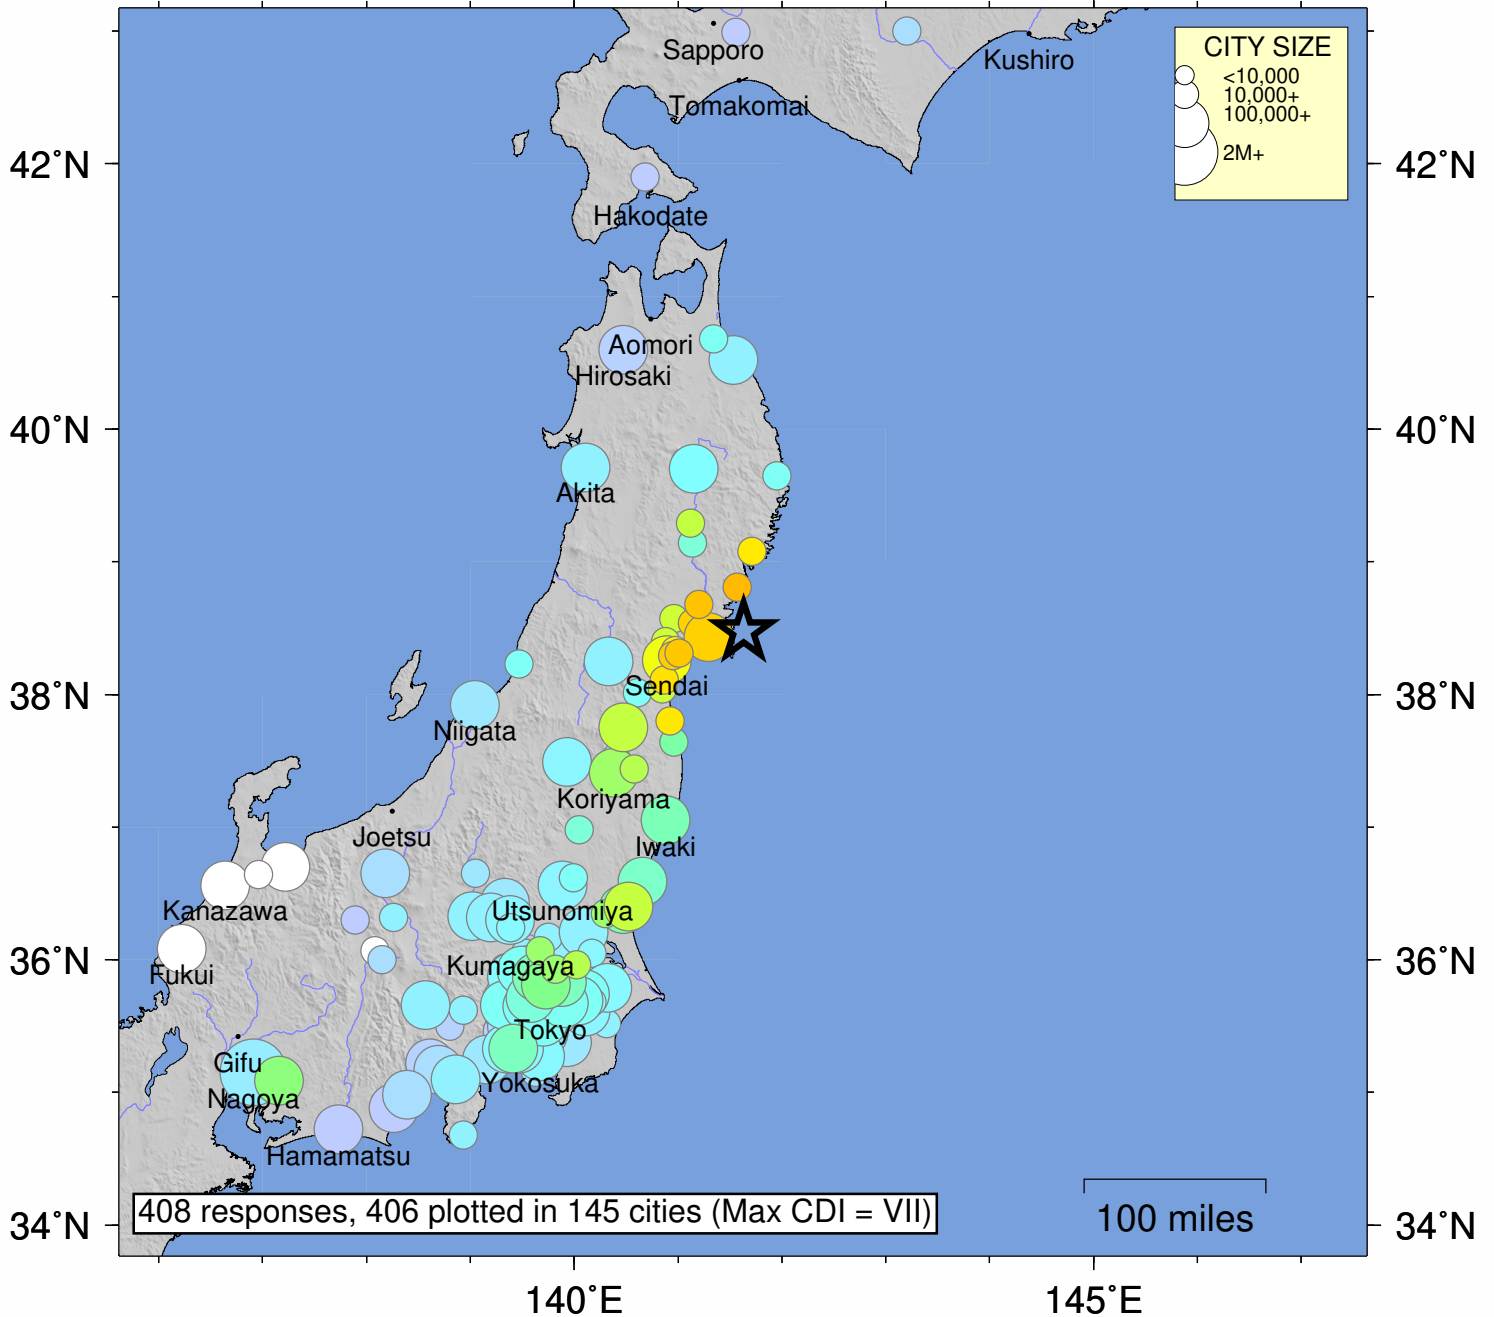 CITY SIZE
<10,000
10,000+
100,000+
2M+
Sapporo
Kushiro
Tomakomai
42˚N
42˚N
Hakodate
Aomori
Hirosaki
40˚N
40˚N
Akita
Sendai
38˚N
38˚N
Niigata
Koriyama
Joetsu
Iwaki
Kanazawa
Utsunomiya
36˚N
36˚N
Fukui
Kumagaya
Tokyo
Gifu
Yokosuka
Nagoya
Hamamatsu
408 responses, 406 plotted in 145 cities (Max CDI = VII)
100 miles
34˚N
34˚N
140˚E
145˚E